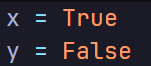 x = True
y = False